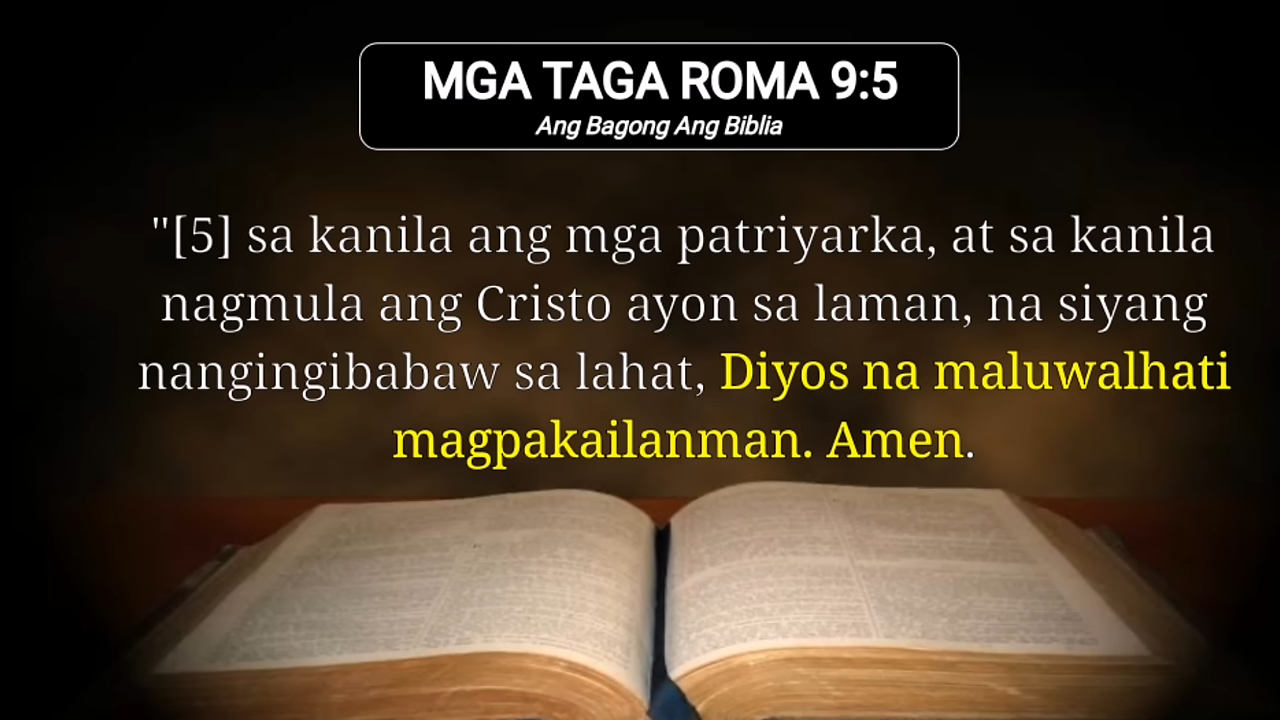 MGA TAGA ROMA 9:5
Ang Bagong Ang Biblia
"[5] sa kanila ang mga patriyarka, at sa kanila
nagmula ang Cristo ayon sa laman, na siyang
nangingibabaw sa lahat, Diyos na maluwalhati
magpakailanman. Amen.